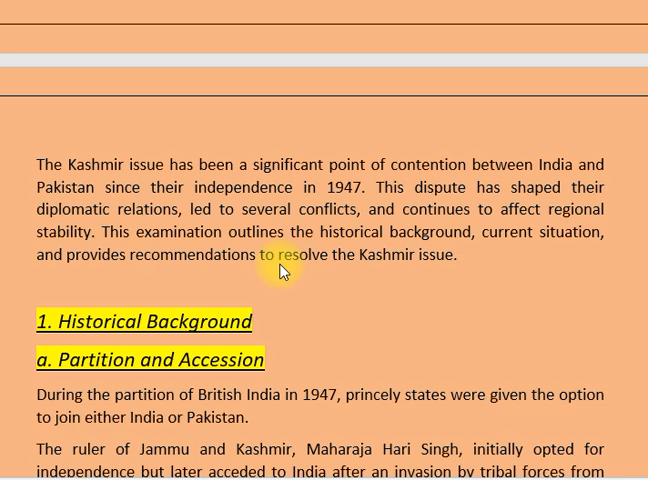 The Kashmir issue has been a significant point of contention between India and
Pakistan since their independence in 1947. This dispute has shaped their
diplomatic relations, led to several conflicts, and continues to affect regional
stability. This examination outlines the historical background, current situation,
and provides recommendations to resolve the Kashmir issue.
1. Historical Background
a. Partition and Accession
During the partition of British India in 1947, princely states were given the option
to join either India or Pakistan.
The ruler of Jammu and Kashmir, Maharaja Hari Singh, initially opted for
independence but later acceded to India after an invasion by tribal forces from